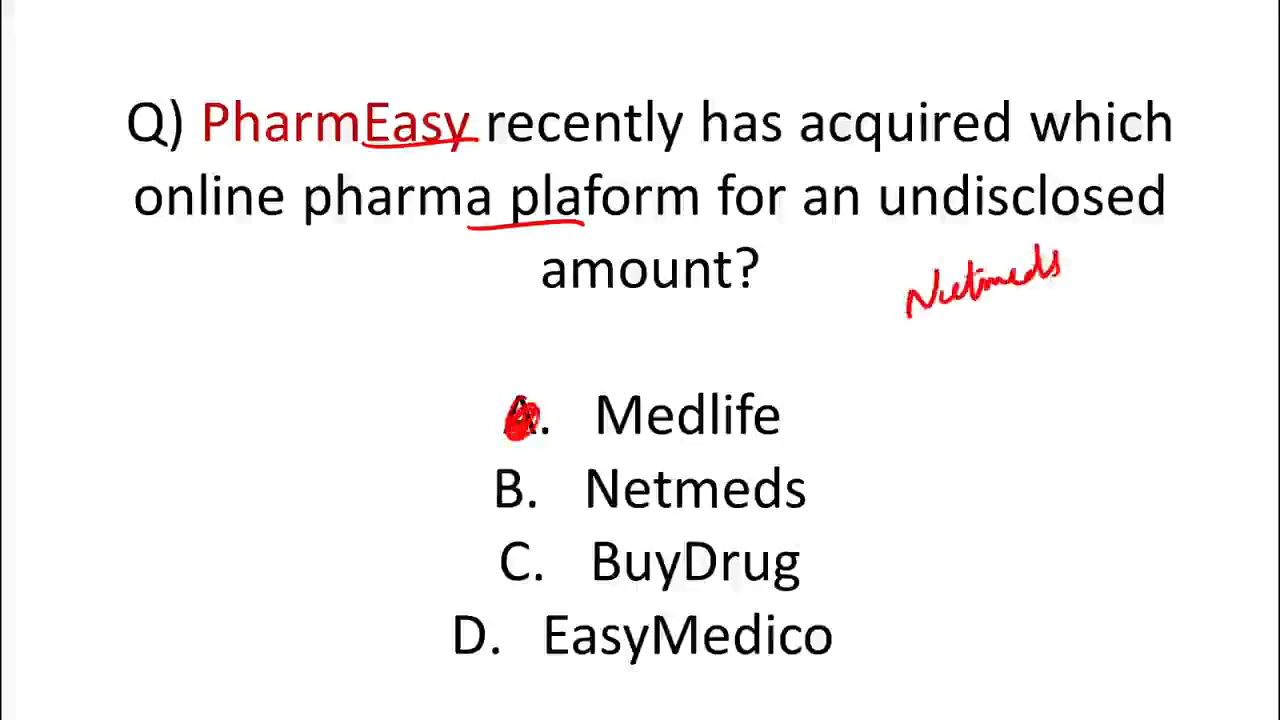 Q) PharmEasy recently has acquired which
online pharma plaform for an undisclosed
amount?
Netmeds
A. Medlife
B. Netmeds
C. BuyDrug
D. EasyMedico